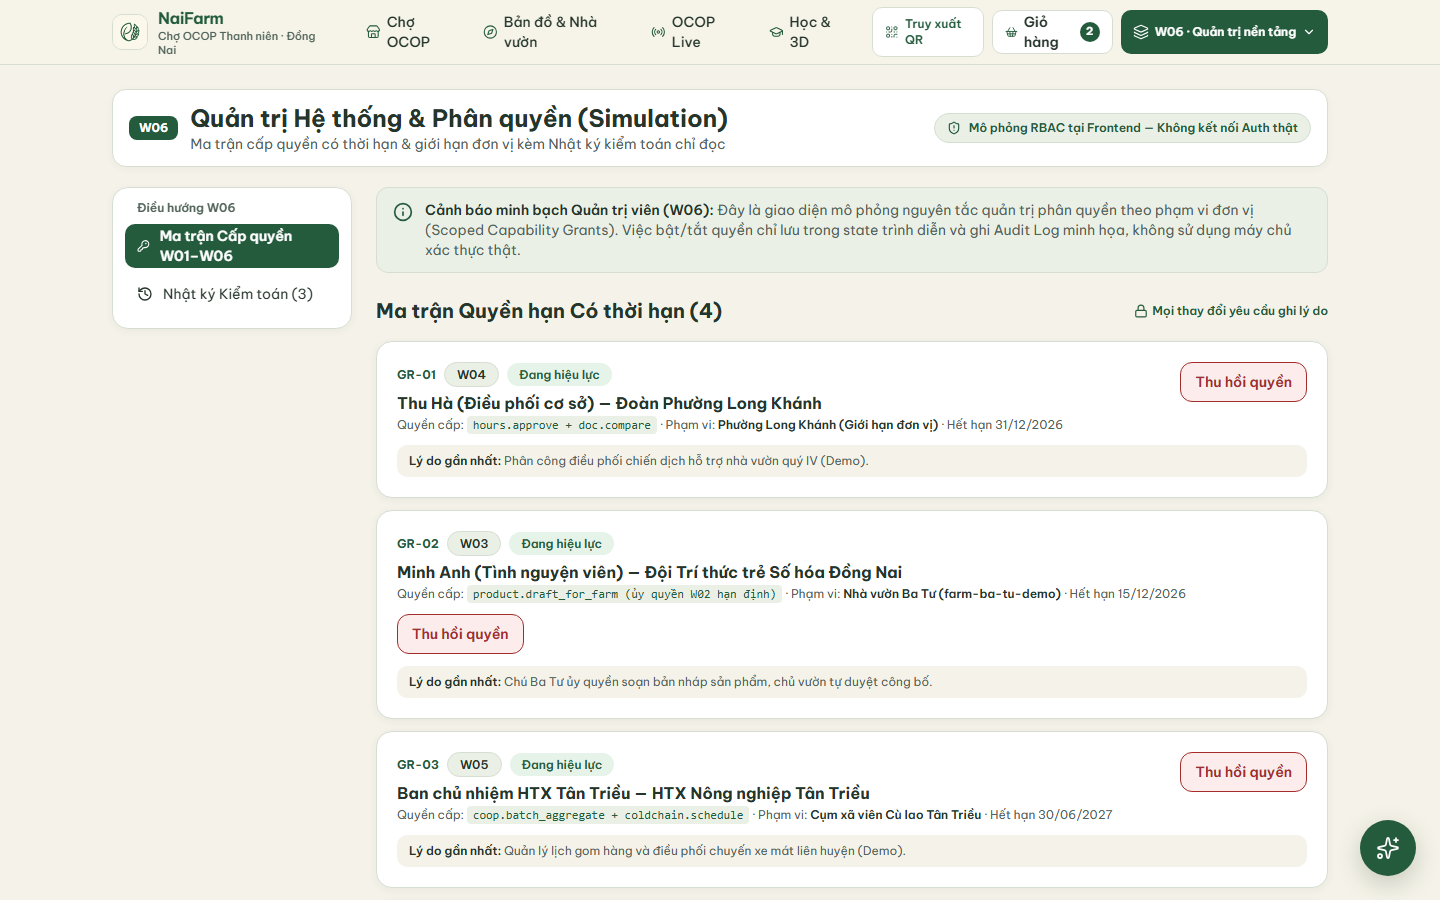 NaiFarm
Chợ OCOP Thanh niên · Đồng
Nai
Chợ
OCOP
Bản đồ & Nhà
vườn
OCOP
Live
Học &
3D
Truy xuất
QR
Giỏ
hàng
2
W06 · Quản trị nền tảng
W06
Quản trị Hệ thống & Phân quyền (Simulation)
Ma trận cấp quyền có thời hạn & giới hạn đơn vị kèm Nhật ký kiểm toán chỉ đọc
Mô phỏng RBAC tại Frontend — Không kết nối Auth thật
Điều hướng W06
Ma trận Cấp quyền
W01–W06
Nhật ký Kiểm toán (3)
Cảnh báo minh bạch Quản trị viên (W06): Đây là giao diện mô phỏng nguyên tắc quản trị phân quyền theo phạm vi đơn vị
(Scoped Capability Grants). Việc bật/tắt quyền chỉ lưu trong state trình diễn và ghi Audit Log minh họa, không sử dụng máy chủ
xác thực thật.
Ma trận Quyền hạn Có thời hạn (4)
Mọi thay đổi yêu cầu ghi lý do
GR-01 W04 Đang hiệu lực
Thu hồi quyền
Thu Hà (Điều phối cơ sở) — Đoàn Phường Long Khánh
Quyền cấp: hours.approve + doc.compare · Phạm vi: Phường Long Khánh (Giới hạn đơn vị) · Hết hạn 31/12/2026
Lý do gần nhất: Phân công điều phối chiến dịch hỗ trợ nhà vườn quý IV (Demo).
GR-02 W03 Đang hiệu lực
Minh Anh (Tình nguyện viên) — Đội Trí thức trẻ Số hóa Đồng Nai
Quyền cấp: product.draft_for_farm (ủy quyền W02 hạn định) · Phạm vi: Nhà vườn Ba Tư (farm-ba-tu-demo) · Hết hạn 15/12/2026
Thu hồi quyền
Lý do gần nhất: Chú Ba Tư ủy quyền soạn bản nháp sản phẩm, chủ vườn tự duyệt công bố.
GR-03 W05 Đang hiệu lực
Thu hồi quyền
Ban chủ nhiệm HTX Tân Triều — HTX Nông nghiệp Tân Triều
Quyền cấp: coop.batch_aggregate + coldchain.schedule · Phạm vi: Cụm xã viên Cù lao Tân Triều · Hết hạn 30/06/2027
Lý do gần nhất: Quản lý lịch gom hàng và điều phối chuyến xe mát liên huyện (Demo).